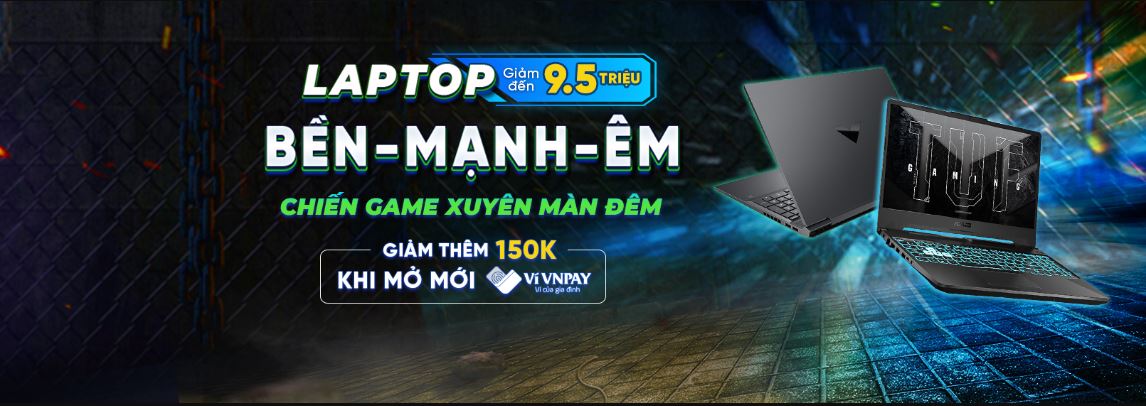 LAPTOP Giảm đến 9.5 TRIỆU
BỀN-MẠNH-ÊM
CHIẾN GAME XUYÊN MÀN ĐÊM
GIẢM THÊM 150K
KHI MỞ MỚI Ví VNPAY
Ví của gia đình
TUF
GAMING